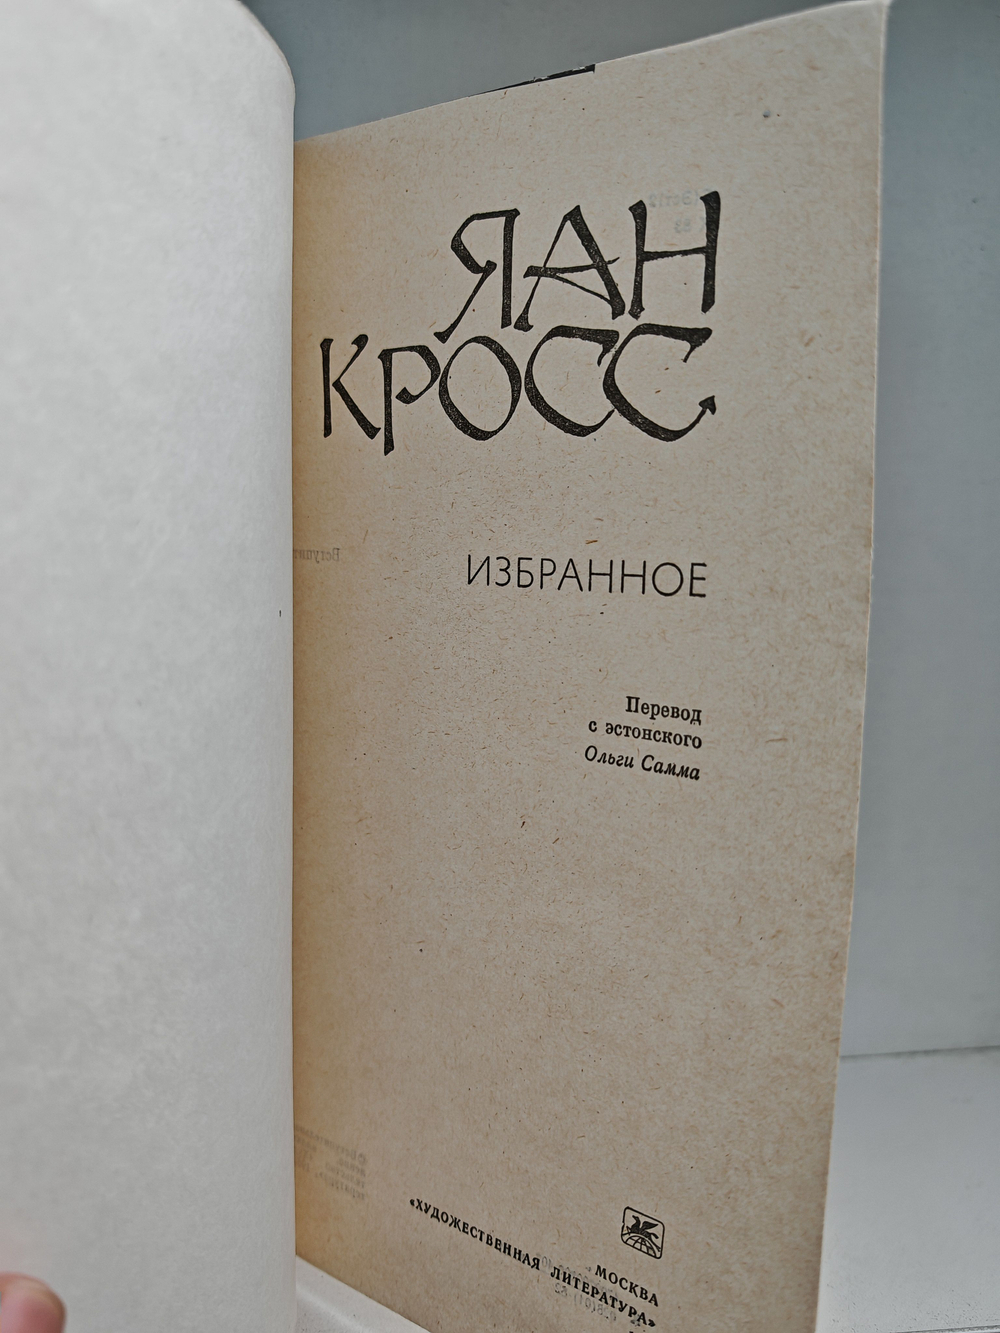 ЯАН
КРОСС
ИЗБРАННОЕ
Перевод
с эстонского
Ольги Самма
МОСКВА
«ХУДОЖЕСТВЕННАЯ ЛИТЕРАТУРА»